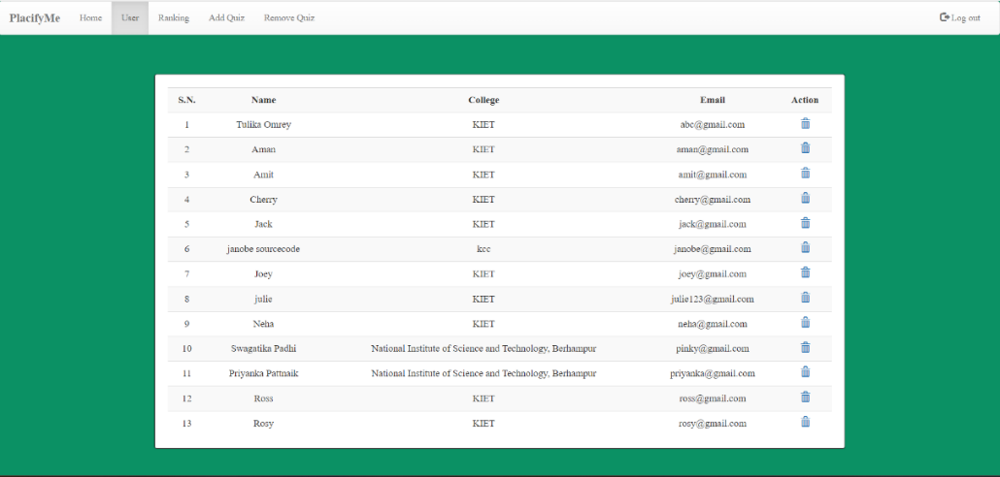 PlacifyMe Home User Ranking Add Quiz Remove Quiz Log out
S.N. Name College Email Action
1 Tulika Omrey KIET abc@gmail.com
2 Aman KIET aman@gmail.com
3 Amit KIET amit@gmail.com
4 Cherry KIET cherry@gmail.com
5 Jack KIET jack@gmail.com
6 janobe sourcecode kcc janobe@gmail.com
7 Joey KIET joey@gmail.com
8 julie KIET julie123@gmail.com
9 Neha KIET neha@gmail.com
10 Swagatika Padhi National Institute of Science and Technology, Berhampur pinky@gmail.com
11 Priyanka Pattnaik National Institute of Science and Technology, Berhampur priyanka@gmail.com
12 Ross KIET ross@gmail.com
13 Rosy KIET rosy@gmail.com